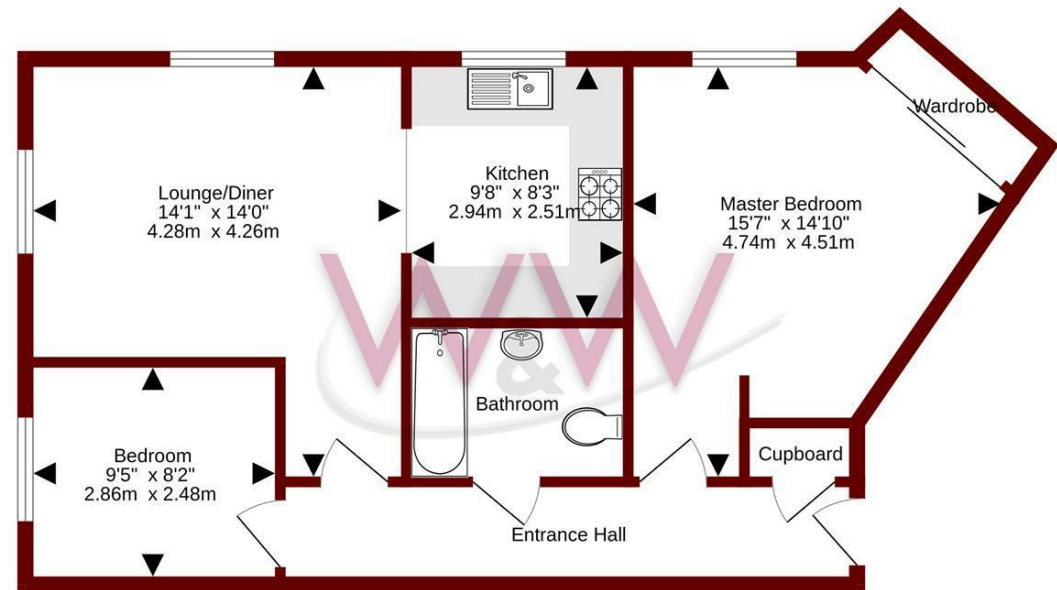 Wardrobe
Lounge/Diner
14'1" x 14'0"
4.28m x 4.26m
Kitchen
9'8" x 8'3"
2.94m x 2.51m
Master Bedroom
15'7" x 14'10"
4.74m x 4.51m
W&W
Bathroom
Bedroom
9'5" x 8'2"
2.86m x 2.48m
Cupboard
Entrance Hall